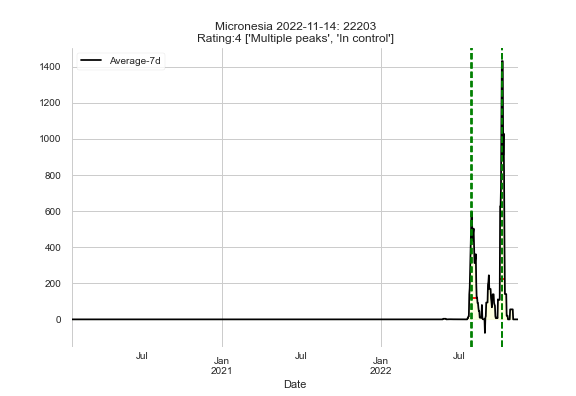 Micronesia 2022-11-14: 22203
Rating:4 ['Multiple peaks', 'In control']
Average-7d
1400
1200
1000
800
600
400
200
0
Jul
Jan
2021
Jul
Jan
2022
Jul
Date